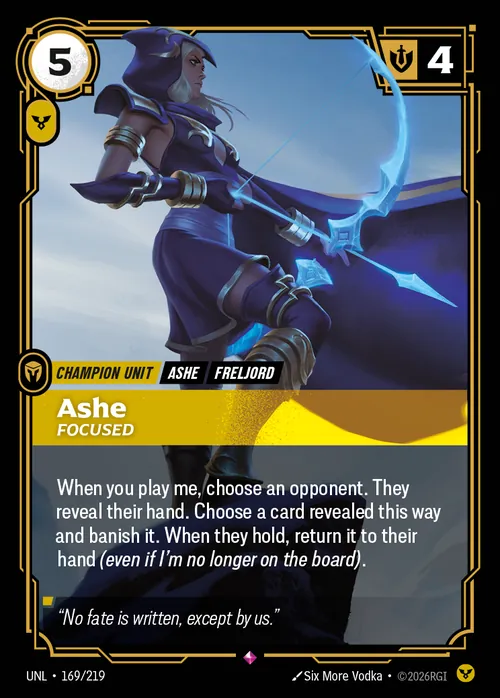 5
4
CHAMPION UNIT ASHE FRELJORD
Ashe
FOCUSED
When you play me, choose an opponent. They
reveal their hand. Choose a card revealed this way
and banish it. When they hold, return it to their
hand (even if I'm no longer on the board).
“No fate is written, except by us.”
UNL • 169/219
Six More Vodka • ©2026RGI